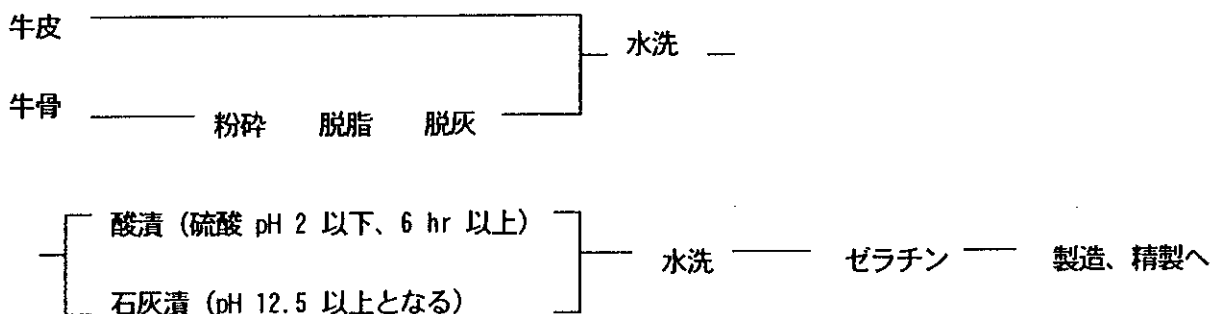 牛皮
水洗
牛骨
粉砕 脱脂 脱灰
酸漬 (硫酸 pH 2 以下、6 hr 以上)
水洗 ゼラチン 製造、精製へ
石灰漬 (pH 12.5 以上となる)